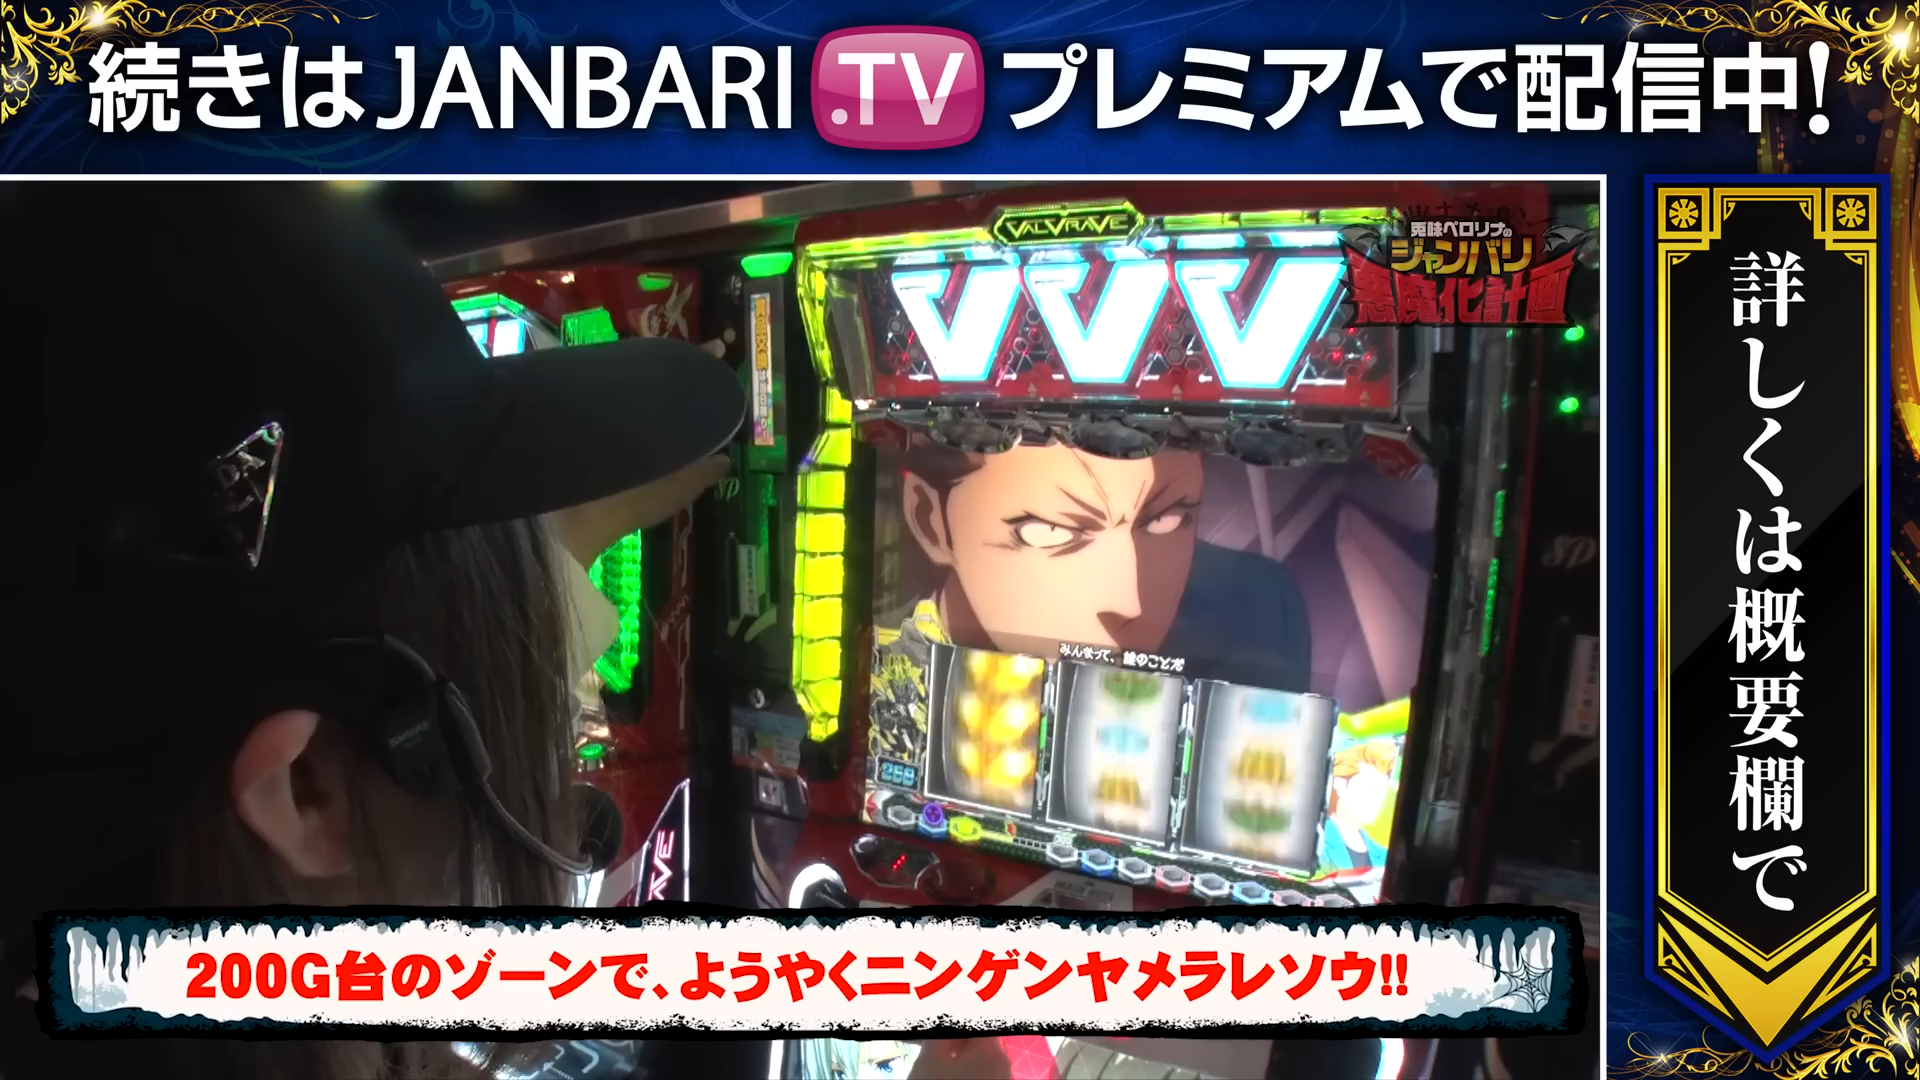 続きはJANBARI.TVプレミアムで配信中!
VALVRAVE
VVV
兎味ペロリナの
ジャンバリ
悪魔化計画
詳しくは概要欄で
みんなって、誰のことだ
268
200G台のゾーンで、ようやくニンゲンヤメラレソウ!!